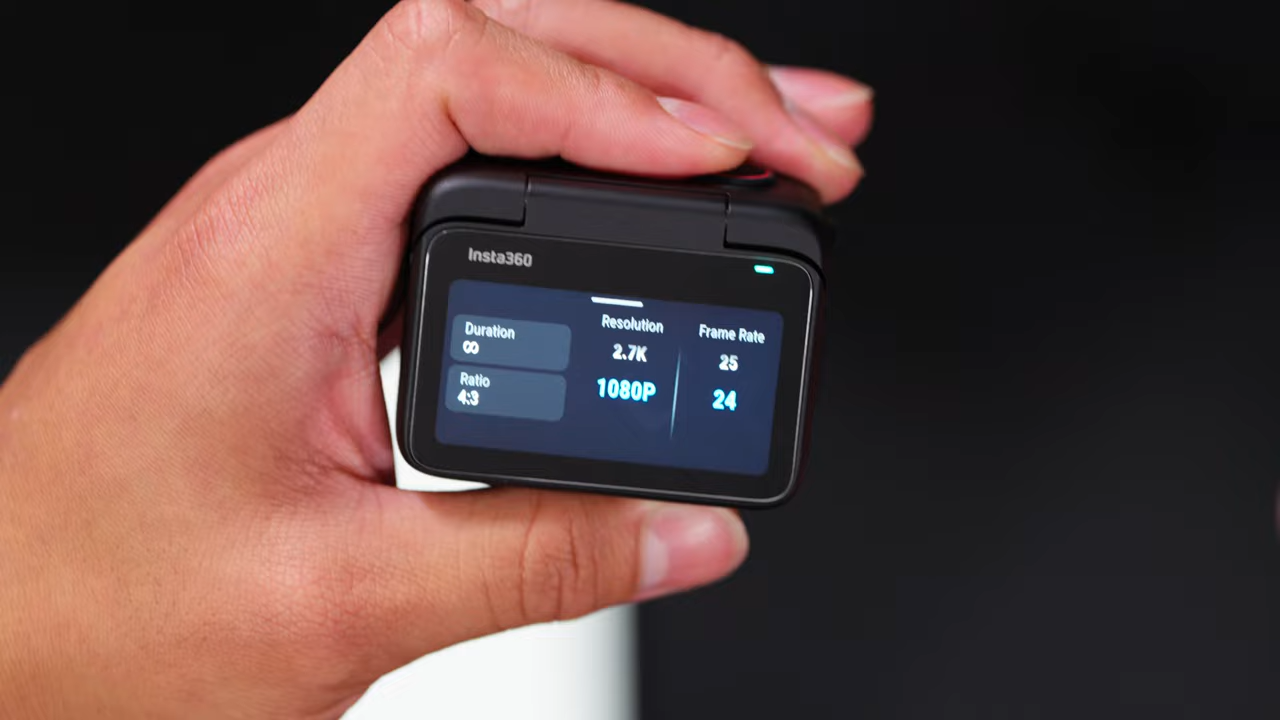 Insta360
Duration
∞
Ratio
4:3
Resolution
2.7K
1080P
Frame Rate
25
24